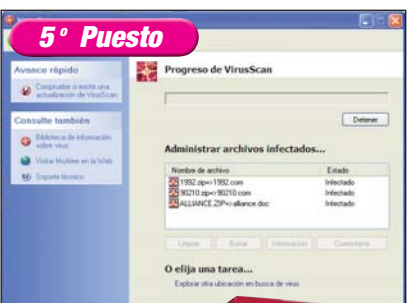 5º Puesto
Avance rápido
Comprobar si existe una
actualización de VirusScan
Consulte también
Biblioteca de información
sobre virus
Visitar McAfee en la Web
Soporte técnico
Progreso de VirusScan
Detener
Administrar archivos infectados...
Nombre de archivo Estado
1992.zip=>1992.com Infectado
90210.zip=>90210.com Infectado
ALLIANCE.ZIP=>alliance.doc Infectado
Limpiar Borrar Información Cuarentena
O elija una tarea...
Explorar otra ubicación en busca de virus